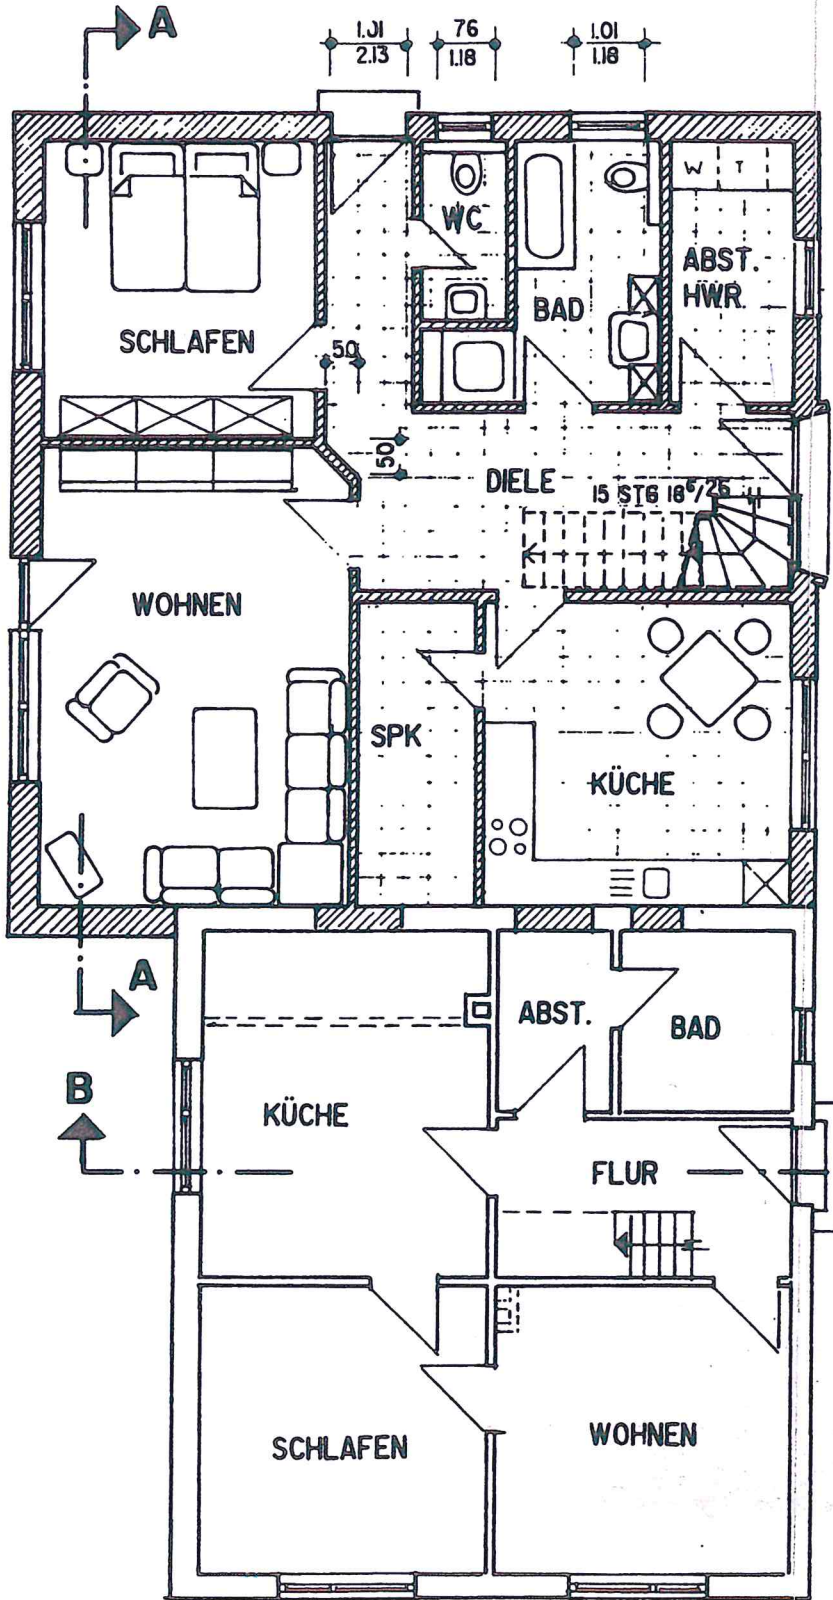 A
1.01 76 1.01
2.13 1.18 1.18
W T
WC
ABST.
HWR
BAD
SCHLAFEN
50
50
DIELE
15 STG 18⁶/26
WOHNEN
SPK
KÜCHE
A
ABST.
BAD
B
KÜCHE
FLUR
SCHLAFEN
WOHNEN